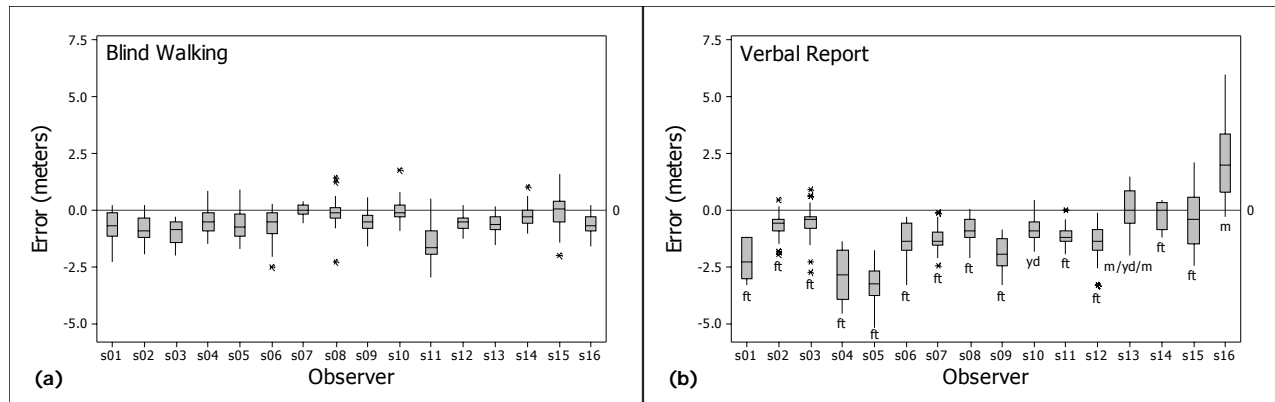 Blind Walking
Error (meters)
7.5
5.0
2.5
0.0
-2.5
-5.0
0
s01 s02 s03 s04 s05 s06 s07 s08 s09 s10 s11 s12 s13 s14 s15 s16
Observer
(a)
Verbal Report
Error (meters)
7.5
5.0
2.5
0.0
-2.5
-5.0
0
ft ft ft ft ft ft ft ft ft yd ft ft m/yd/m ft ft m
s01 s02 s03 s04 s05 s06 s07 s08 s09 s10 s11 s12 s13 s14 s15 s16
Observer
(b)